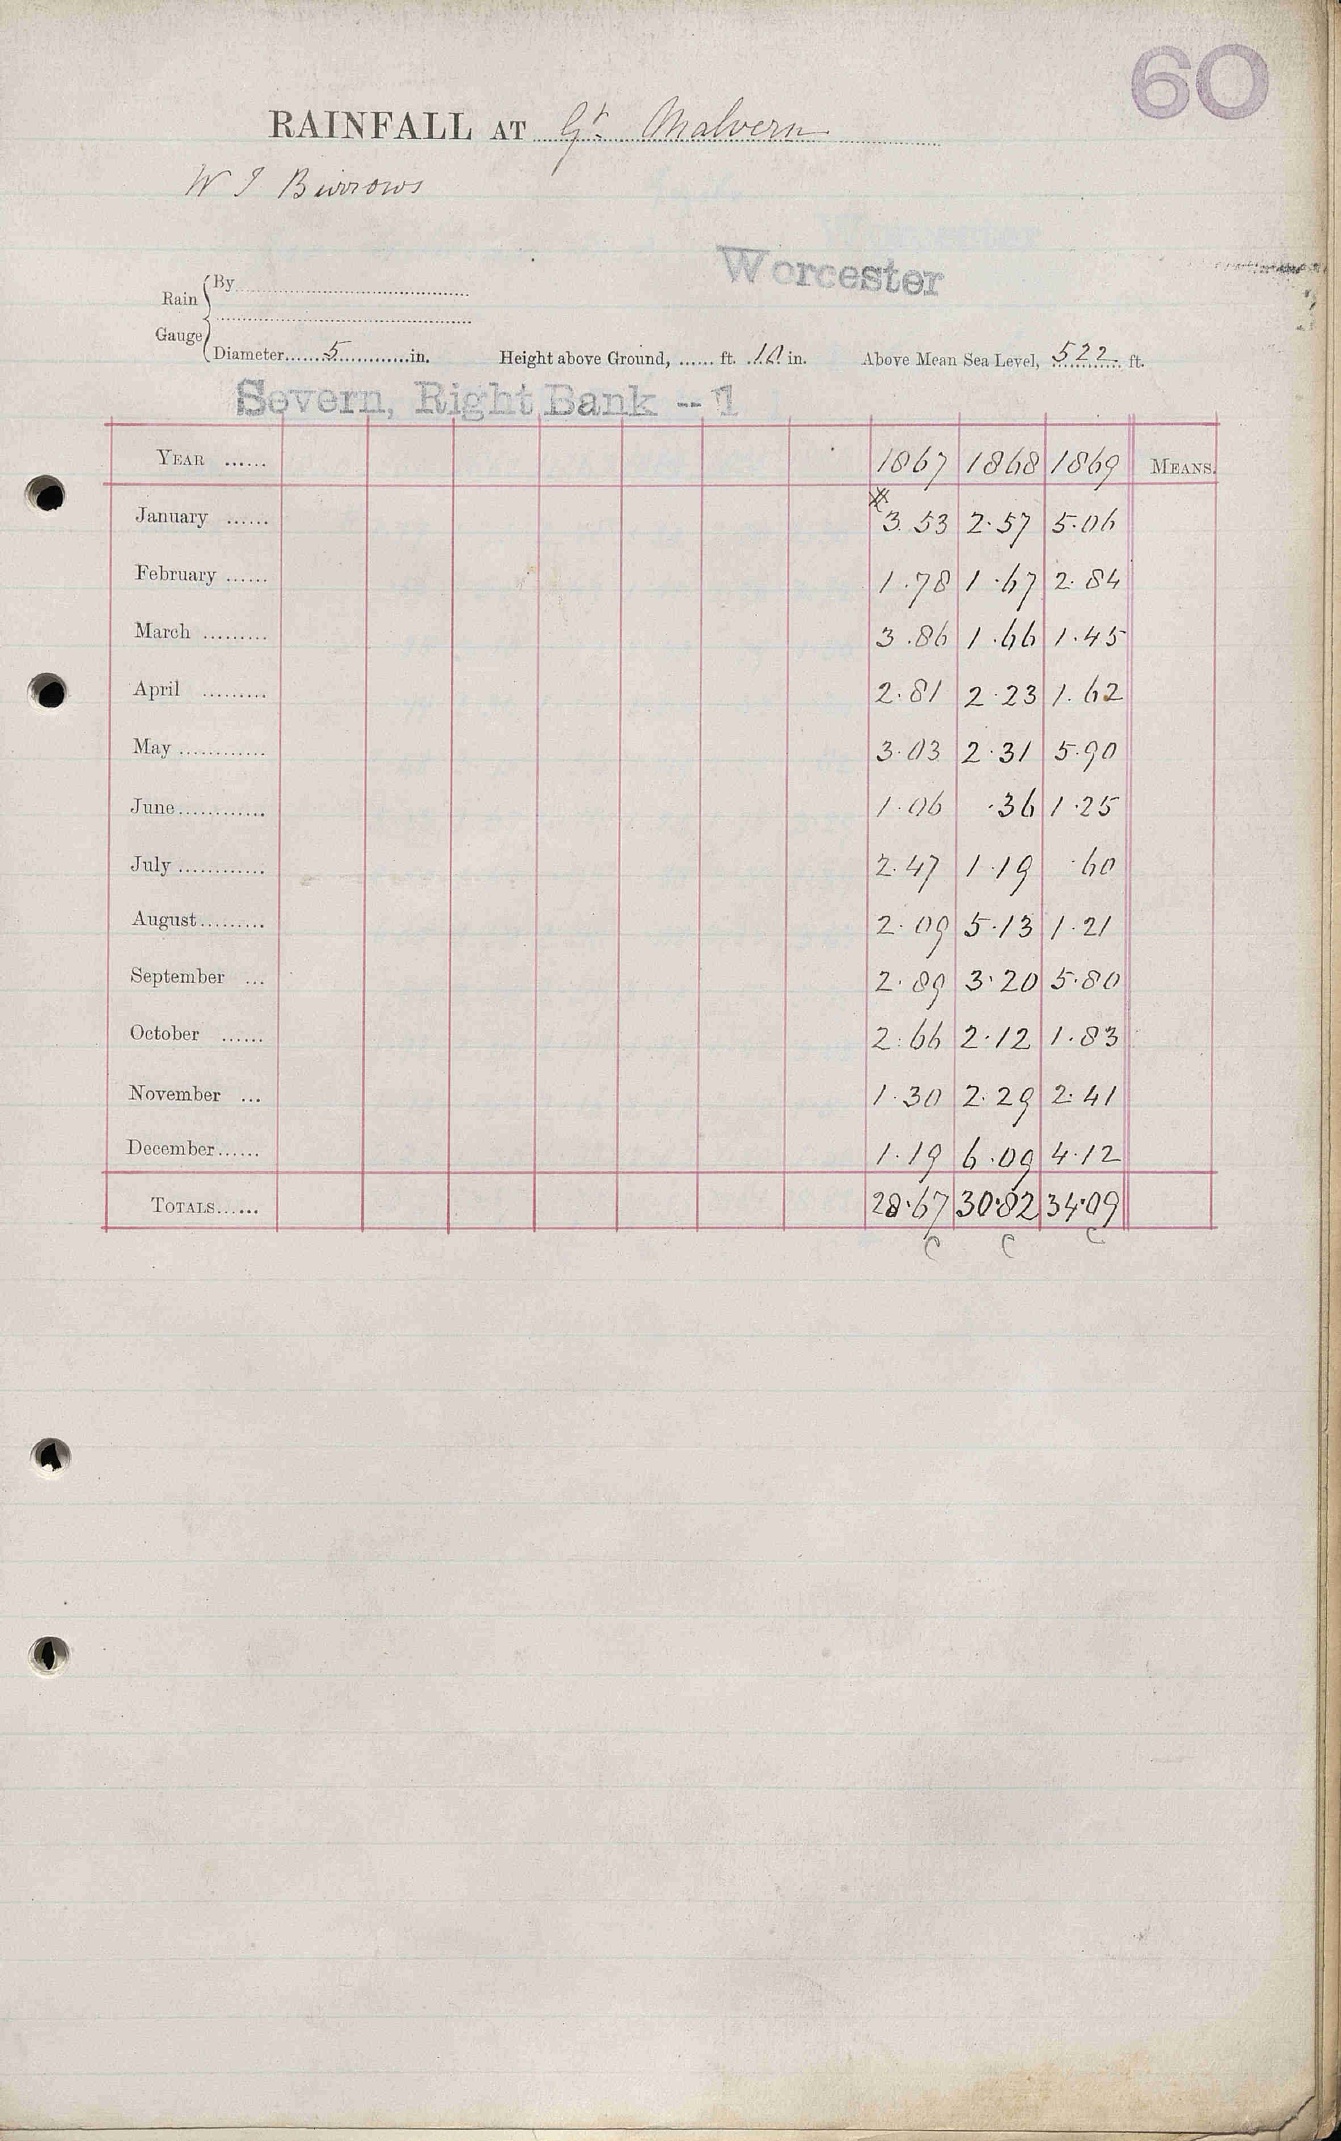 60
RAINFALL AT Gt. Malvern
W J Burrows
Worcester
Rain Gauge
By
Diameter 5 in. Height above Ground, ...... ft. 10 in. Above Mean Sea Level, 522 ft.
Severn, Right Bank -- 1
YEAR ...... 1867 1868 1869 MEANS.
January ...... 3.53 2.57 5.06
February ...... 1.78 1.67 2.84
March ......... 3.86 1.66 1.45
April ......... 2.81 2.23 1.62
May ............ 3.03 2.31 5.90
June............ 1.06 .36 1.25
July ............ 2.47 1.19 .60
August......... 2.09 5.13 1.21
September ... 2.89 3.20 5.80
October ...... 2.66 2.12 1.83
November ... 1.30 2.29 2.41
December...... 1.19 6.09 4.12
TOTALS...... 28.67 30.82 34.09
C C C